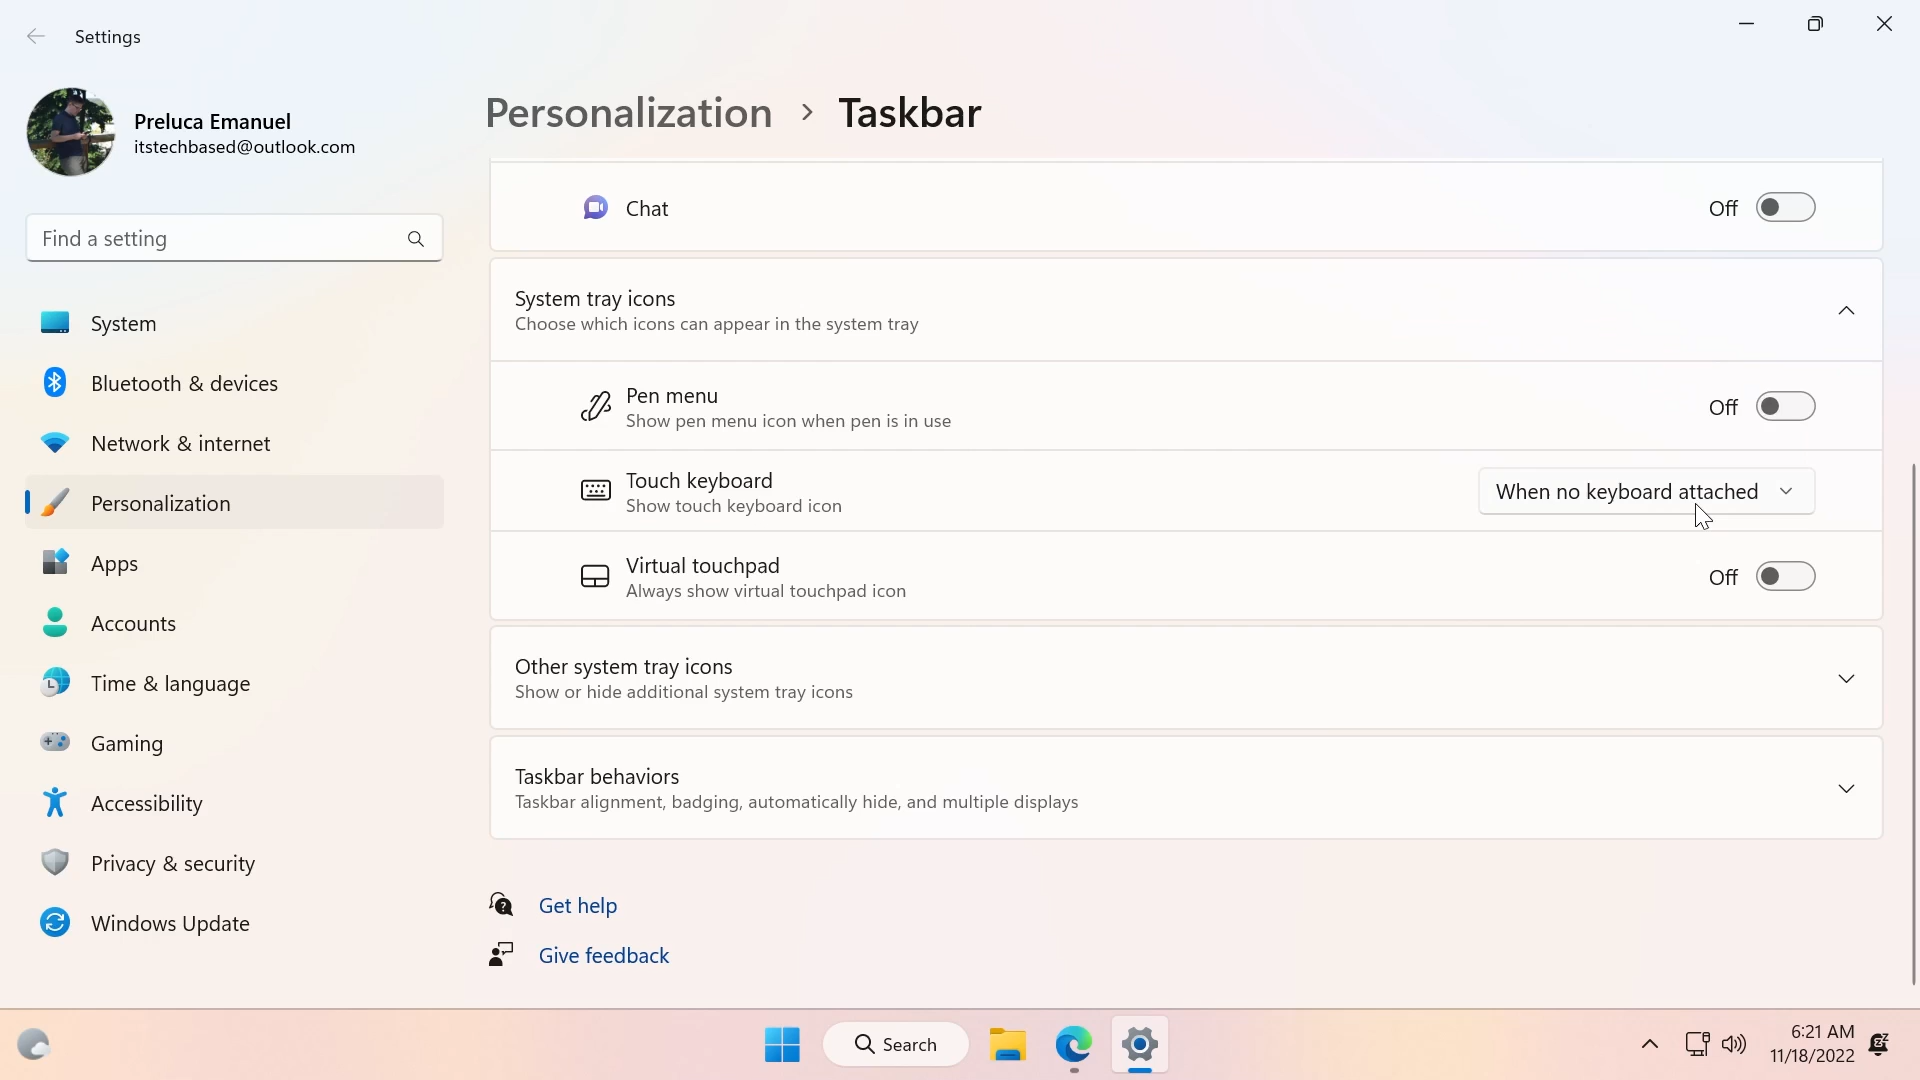 Settings
Preluca Emanuel
itstechbased@outlook.com
Find a setting
System
Bluetooth & devices
Network & internet
Personalization
Apps
Accounts
Time & language
Gaming
Accessibility
Privacy & security
Windows Update
Personalization > Taskbar
Chat
Off
System tray icons
Choose which icons can appear in the system tray
Pen menu
Show pen menu icon when pen is in use
Off
Touch keyboard
Show touch keyboard icon
When no keyboard attached
Virtual touchpad
Always show virtual touchpad icon
Off
Other system tray icons
Show or hide additional system tray icons
Taskbar behaviors
Taskbar alignment, badging, automatically hide, and multiple displays
Get help
Give feedback
Search
6:21 AM
11/18/2022